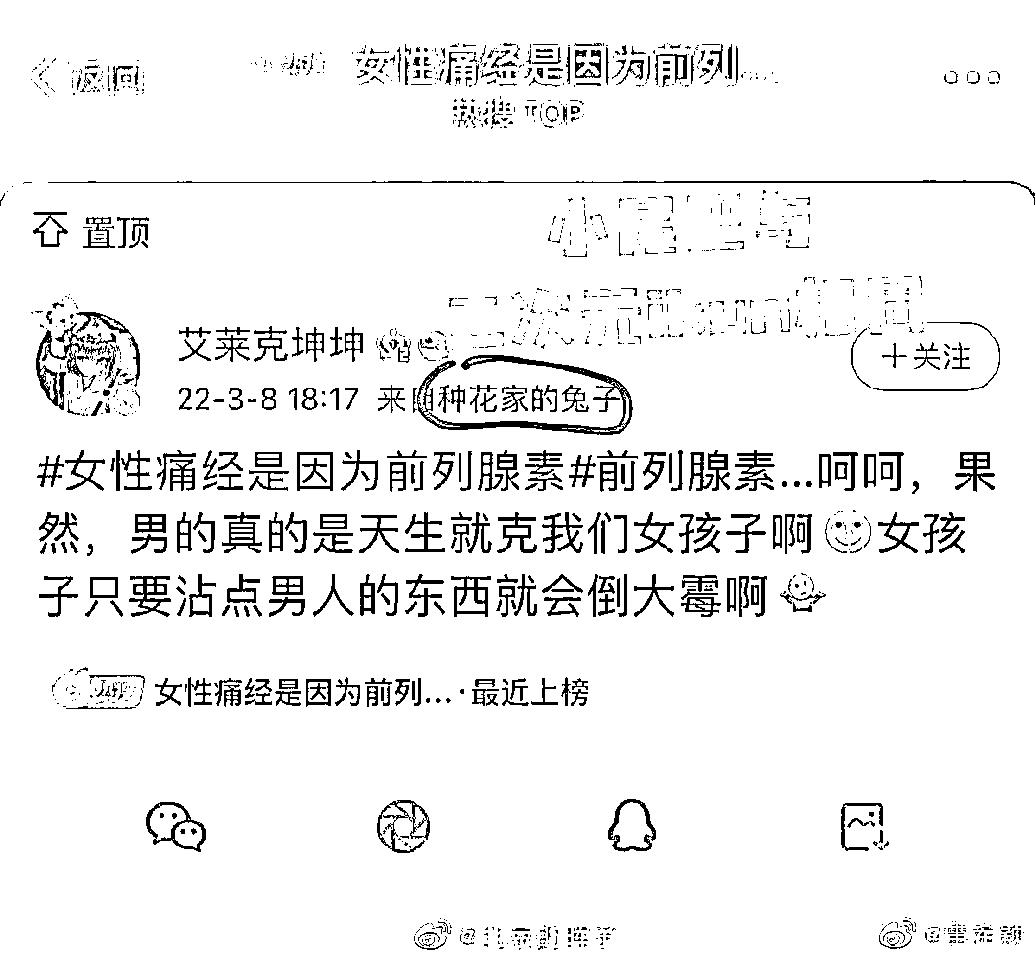 返回
女性痛经是因为前列...
热搜 TOP
置顶
艾莱克坤坤
+关注
22-3-8 18:17 来自种花家的兔子
#女性痛经是因为前列腺素#前列腺素...呵呵，果
然，男的真的是天生就克我们女孩子啊女孩
子只要沾点男人的东西就会倒大霉啊
女性痛经是因为前列...·最近上榜